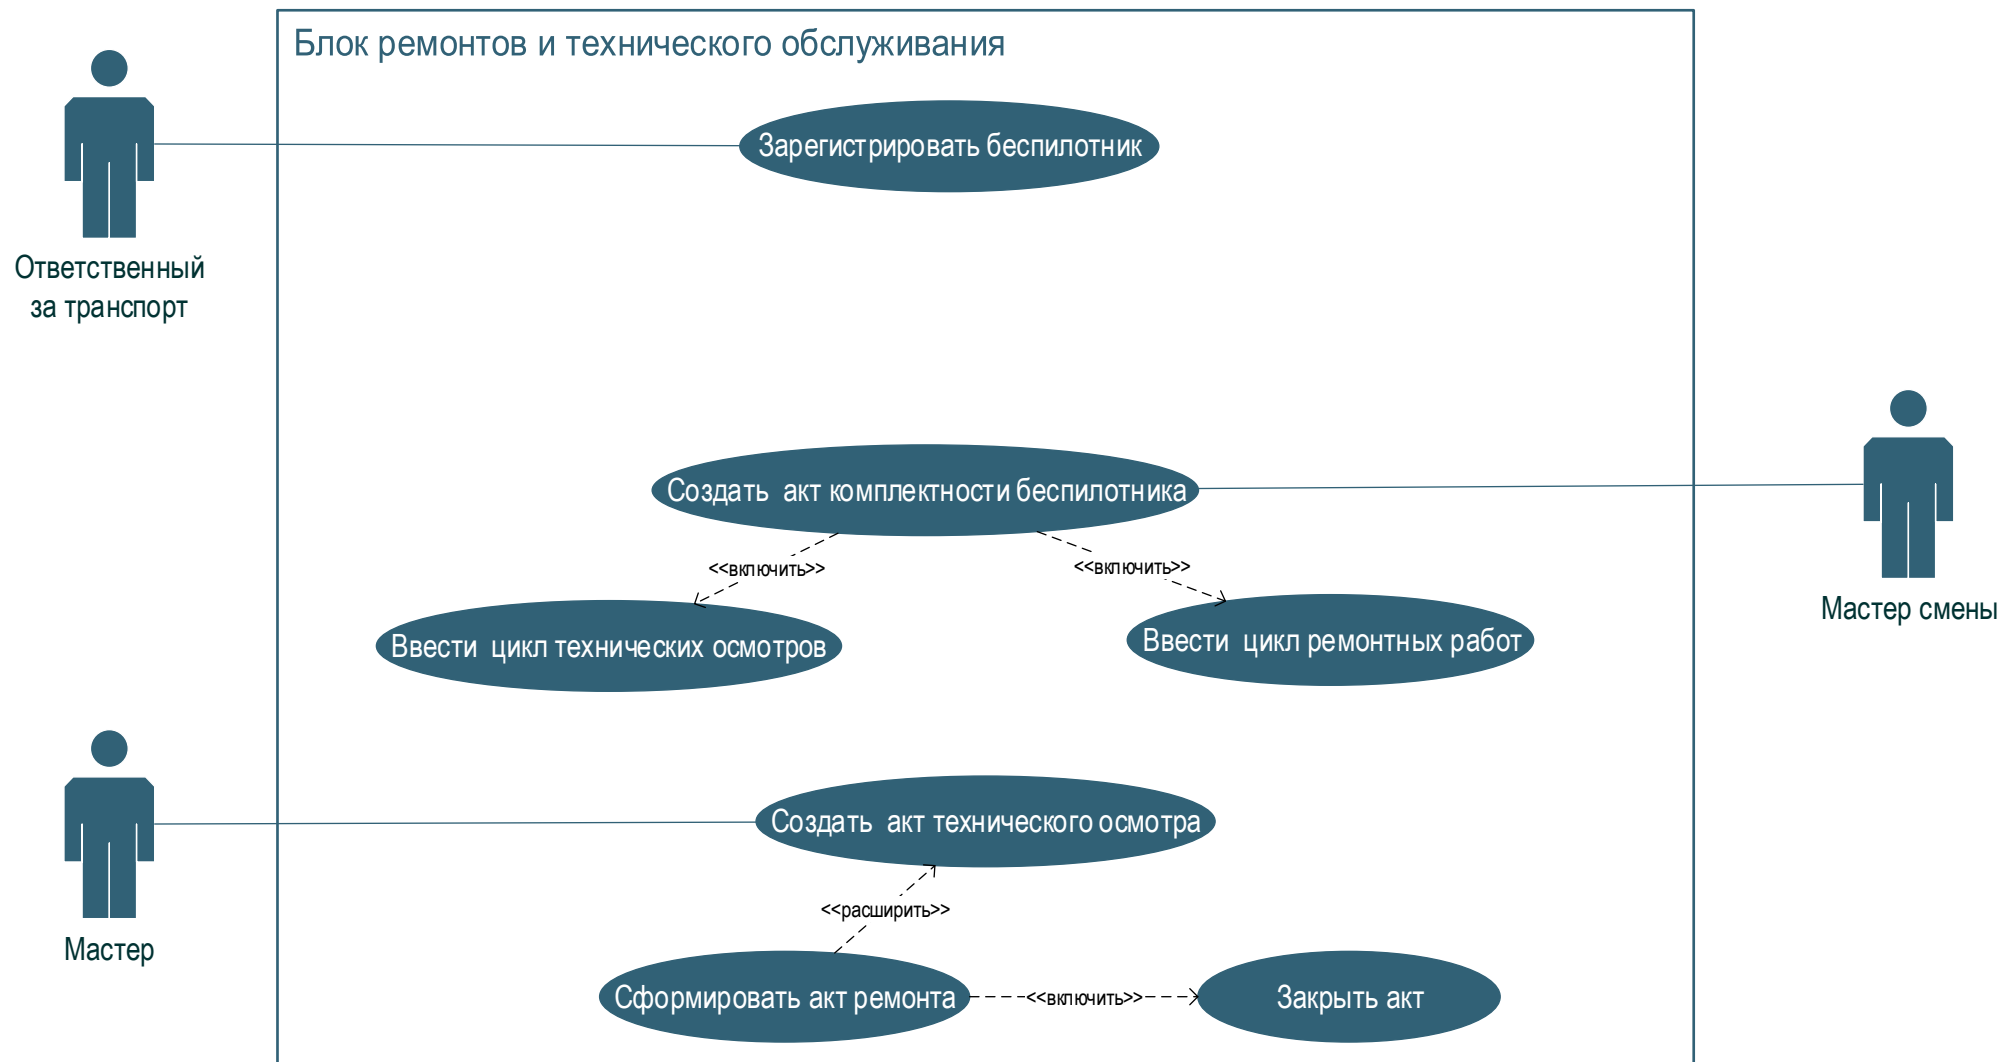 Блок ремонтов и технического обслуживания
Зарегистрировать беспилотник
Ответственный
за транспорт
Создать акт комплектности беспилотника
<<включить>>
<<включить>>
Мастер смены
Ввести цикл технических осмотров
Ввести цикл ремонтных работ
Создать акт технического осмотра
<<расширить>>
Мастер
Сформировать акт ремонта
<<включить>>
Закрыть акт